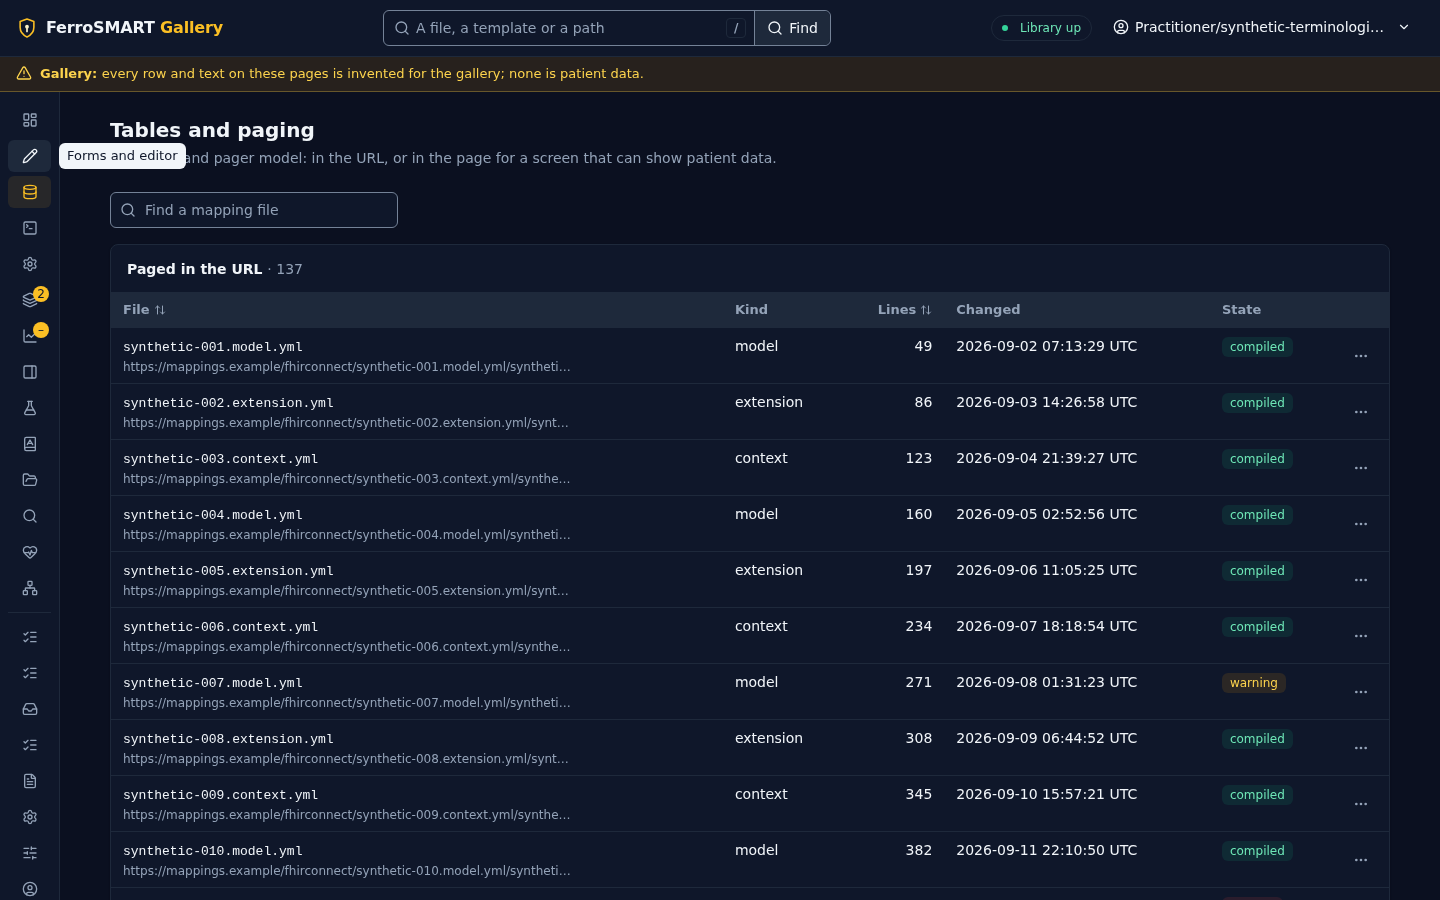 FerroSMART Gallery
A file, a template or a path
/
Find
Library up
Practitioner/synthetic-terminologi…
Gallery: every row and text on these pages is invented for the gallery; none is patient data.
Tables and paging
Forms and editor
and pager model: in the URL, or in the page for a screen that can show patient data.
Find a mapping file
2
–
Paged in the URL · 137
File Kind Lines Changed State
synthetic-001.model.yml model 49 2026-09-02 07:13:29 UTC compiled
https://mappings.example/fhirconnect/synthetic-001.model.yml/syntheti…
synthetic-002.extension.yml extension 86 2026-09-03 14:26:58 UTC compiled
https://mappings.example/fhirconnect/synthetic-002.extension.yml/synt…
synthetic-003.context.yml context 123 2026-09-04 21:39:27 UTC compiled
https://mappings.example/fhirconnect/synthetic-003.context.yml/synthe…
synthetic-004.model.yml model 160 2026-09-05 02:52:56 UTC compiled
https://mappings.example/fhirconnect/synthetic-004.model.yml/syntheti…
synthetic-005.extension.yml extension 197 2026-09-06 11:05:25 UTC compiled
https://mappings.example/fhirconnect/synthetic-005.extension.yml/synt…
synthetic-006.context.yml context 234 2026-09-07 18:18:54 UTC compiled
https://mappings.example/fhirconnect/synthetic-006.context.yml/synthe…
synthetic-007.model.yml model 271 2026-09-08 01:31:23 UTC warning
https://mappings.example/fhirconnect/synthetic-007.model.yml/syntheti…
synthetic-008.extension.yml extension 308 2026-09-09 06:44:52 UTC compiled
https://mappings.example/fhirconnect/synthetic-008.extension.yml/synt…
synthetic-009.context.yml context 345 2026-09-10 15:57:21 UTC compiled
https://mappings.example/fhirconnect/synthetic-009.context.yml/synthe…
synthetic-010.model.yml model 382 2026-09-11 22:10:50 UTC compiled
https://mappings.example/fhirconnect/synthetic-010.model.yml/syntheti…